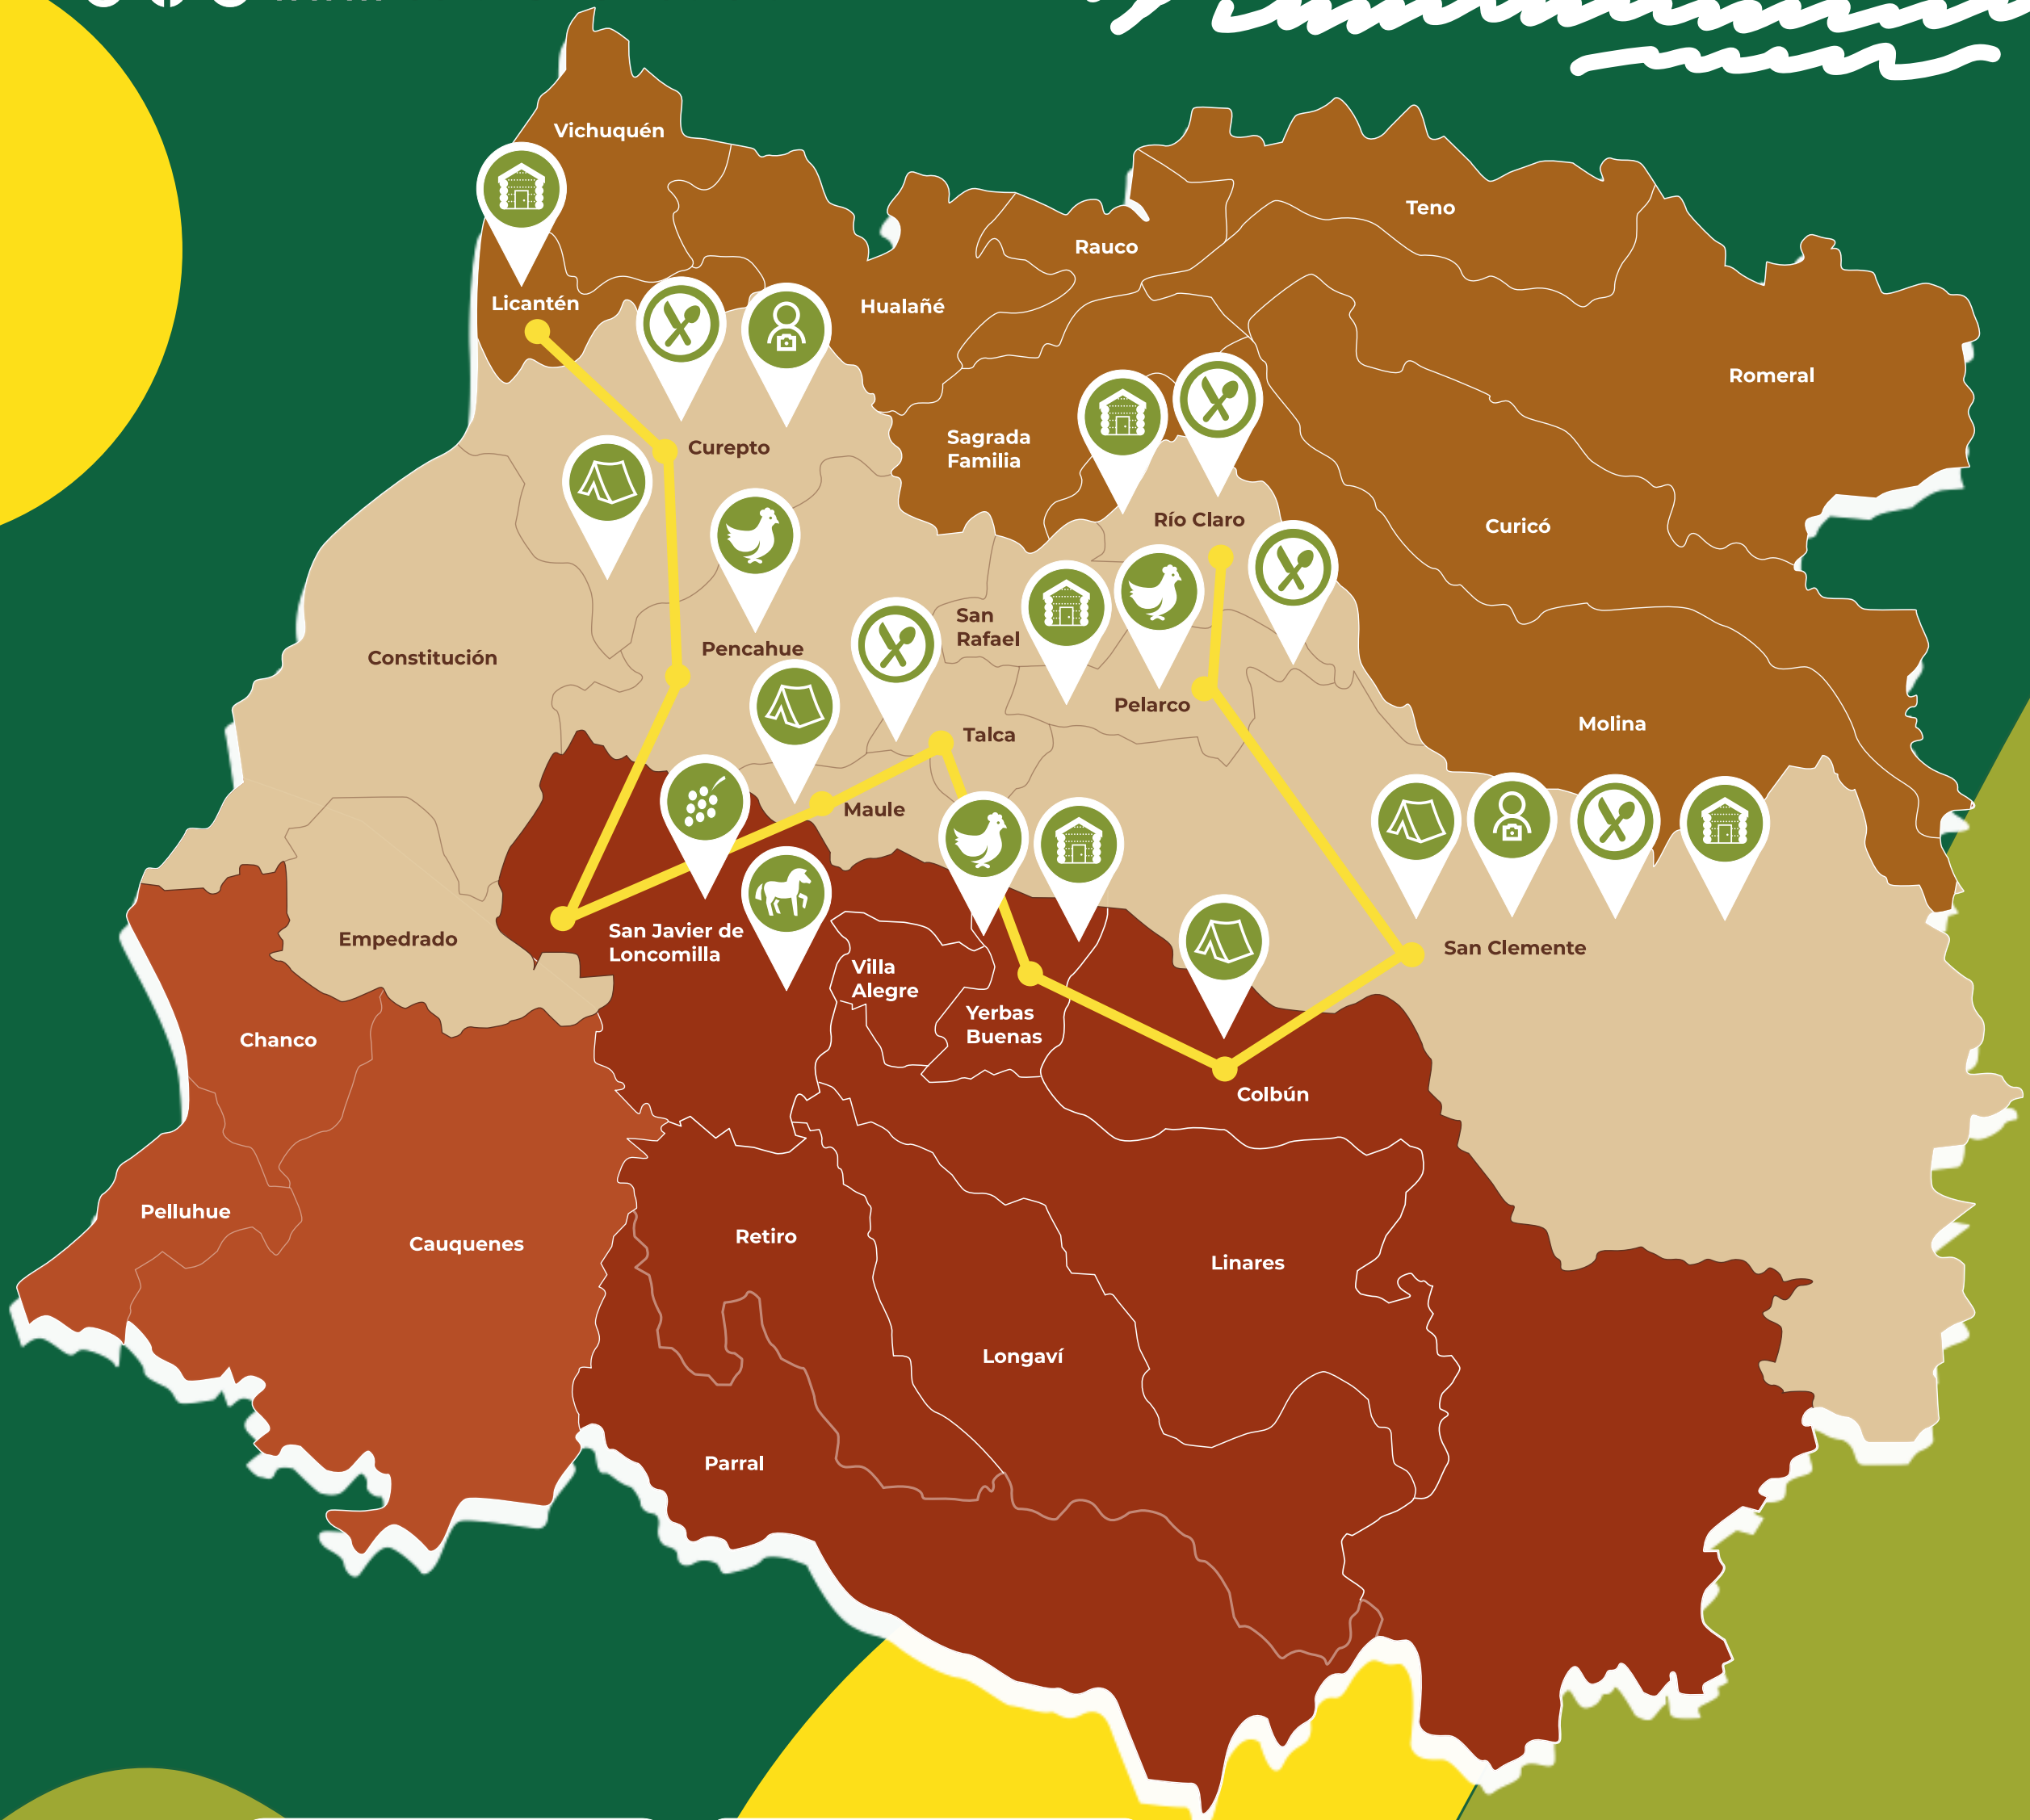 Vichuquén
Teno
Rauco
Licantén
Hualañé
Romeral
Curepto
Sagrada
Familia
Río Claro
Curicó
San
Rafael
Pencahue
Constitución
Pelarco
Molina
Talca
Maule
San Javier de
Loncomilla
Empedrado
San Clemente
Villa
Alegre
Yerbas
Buenas
Chanco
Colbún
Pelluhue
Retiro
Cauquenes
Linares
Longaví
Parral